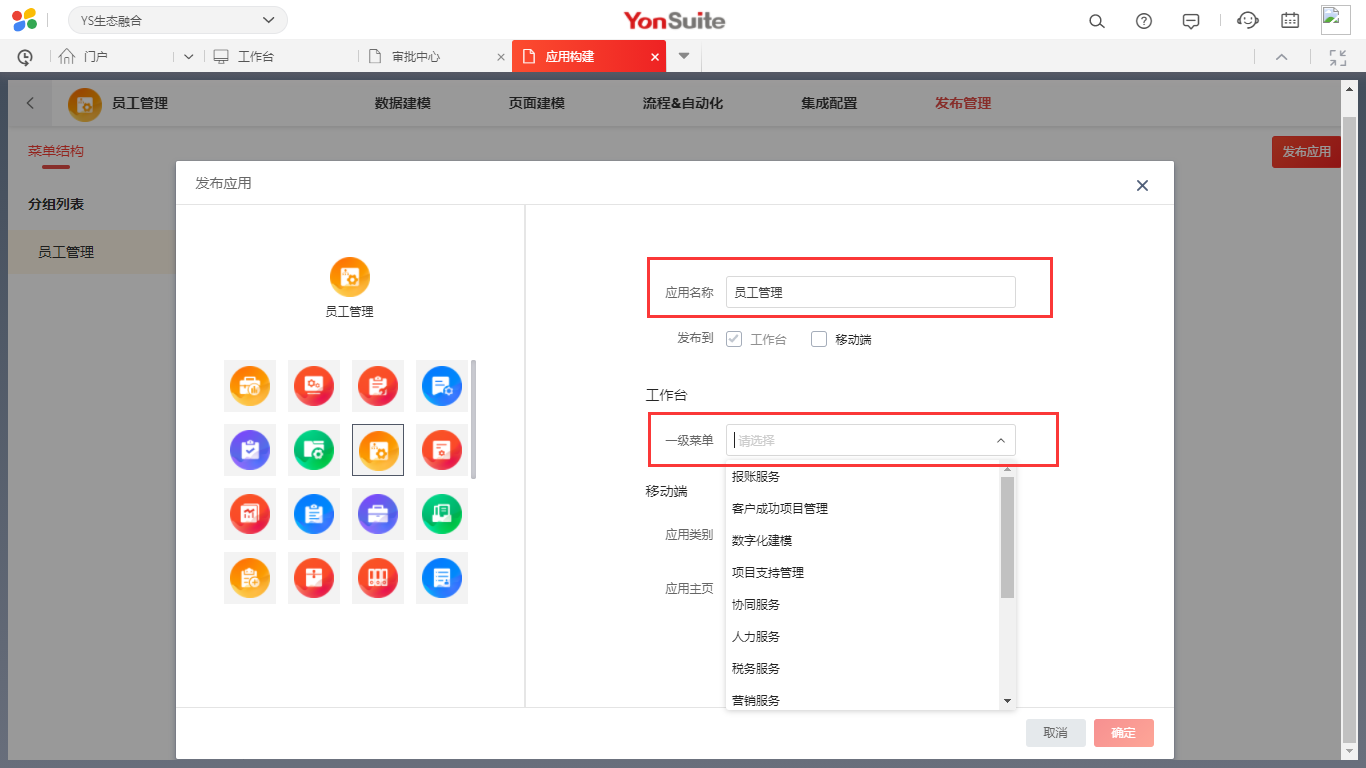 YS生态融合
YonSuite
门户
工作台
审批中心
应用构建
员工管理
数据建模
页面建模
流程&自动化
集成配置
发布管理
菜单结构
发布应用
分组列表
员工管理
发布应用
员工管理
应用名称
员工管理
发布到
工作台
移动端
工作台
一级菜单
请选择
报账服务
客户成功项目管理
数字化建模
项目支持管理
协同服务
人力服务
税务服务
营销服务
移动端
应用类别
应用主页
取消
确定